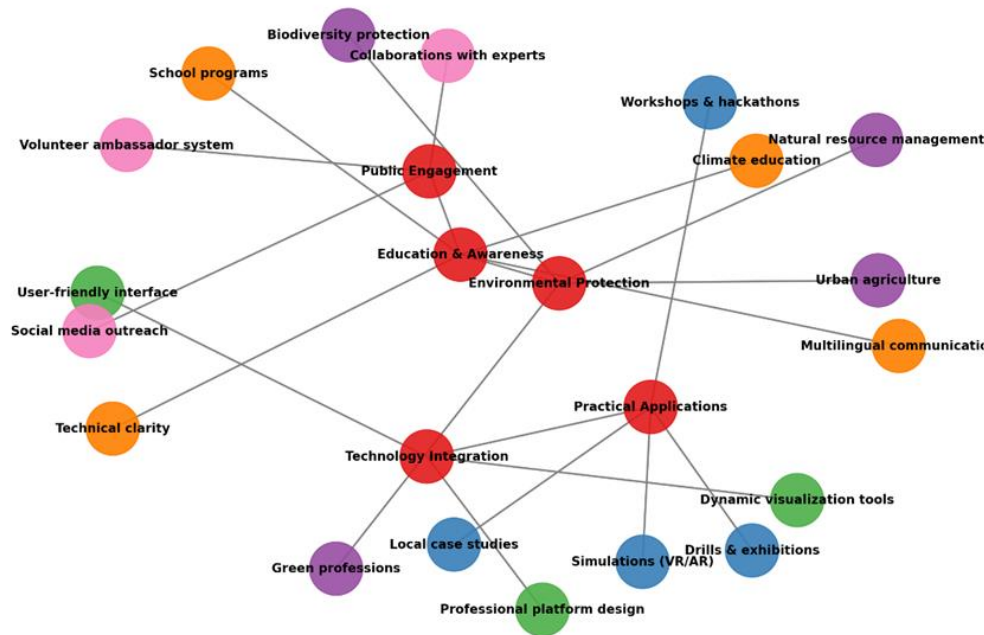 Biodiversity protection
Collaborations with experts
School programs
Workshops & hackathons
Volunteer ambassador system
Natural resource management
Climate education
Public Engagement
Education & Awareness
Environmental Protection
Urban agriculture
User-friendly interface
Social media outreach
Multilingual communicatio
Practical Applications
Technical clarity
Technology Integration
Dynamic visualization tools
Local case studies
Drills & exhibitions
Simulations (VR/AR)
Green professions
Professional platform design